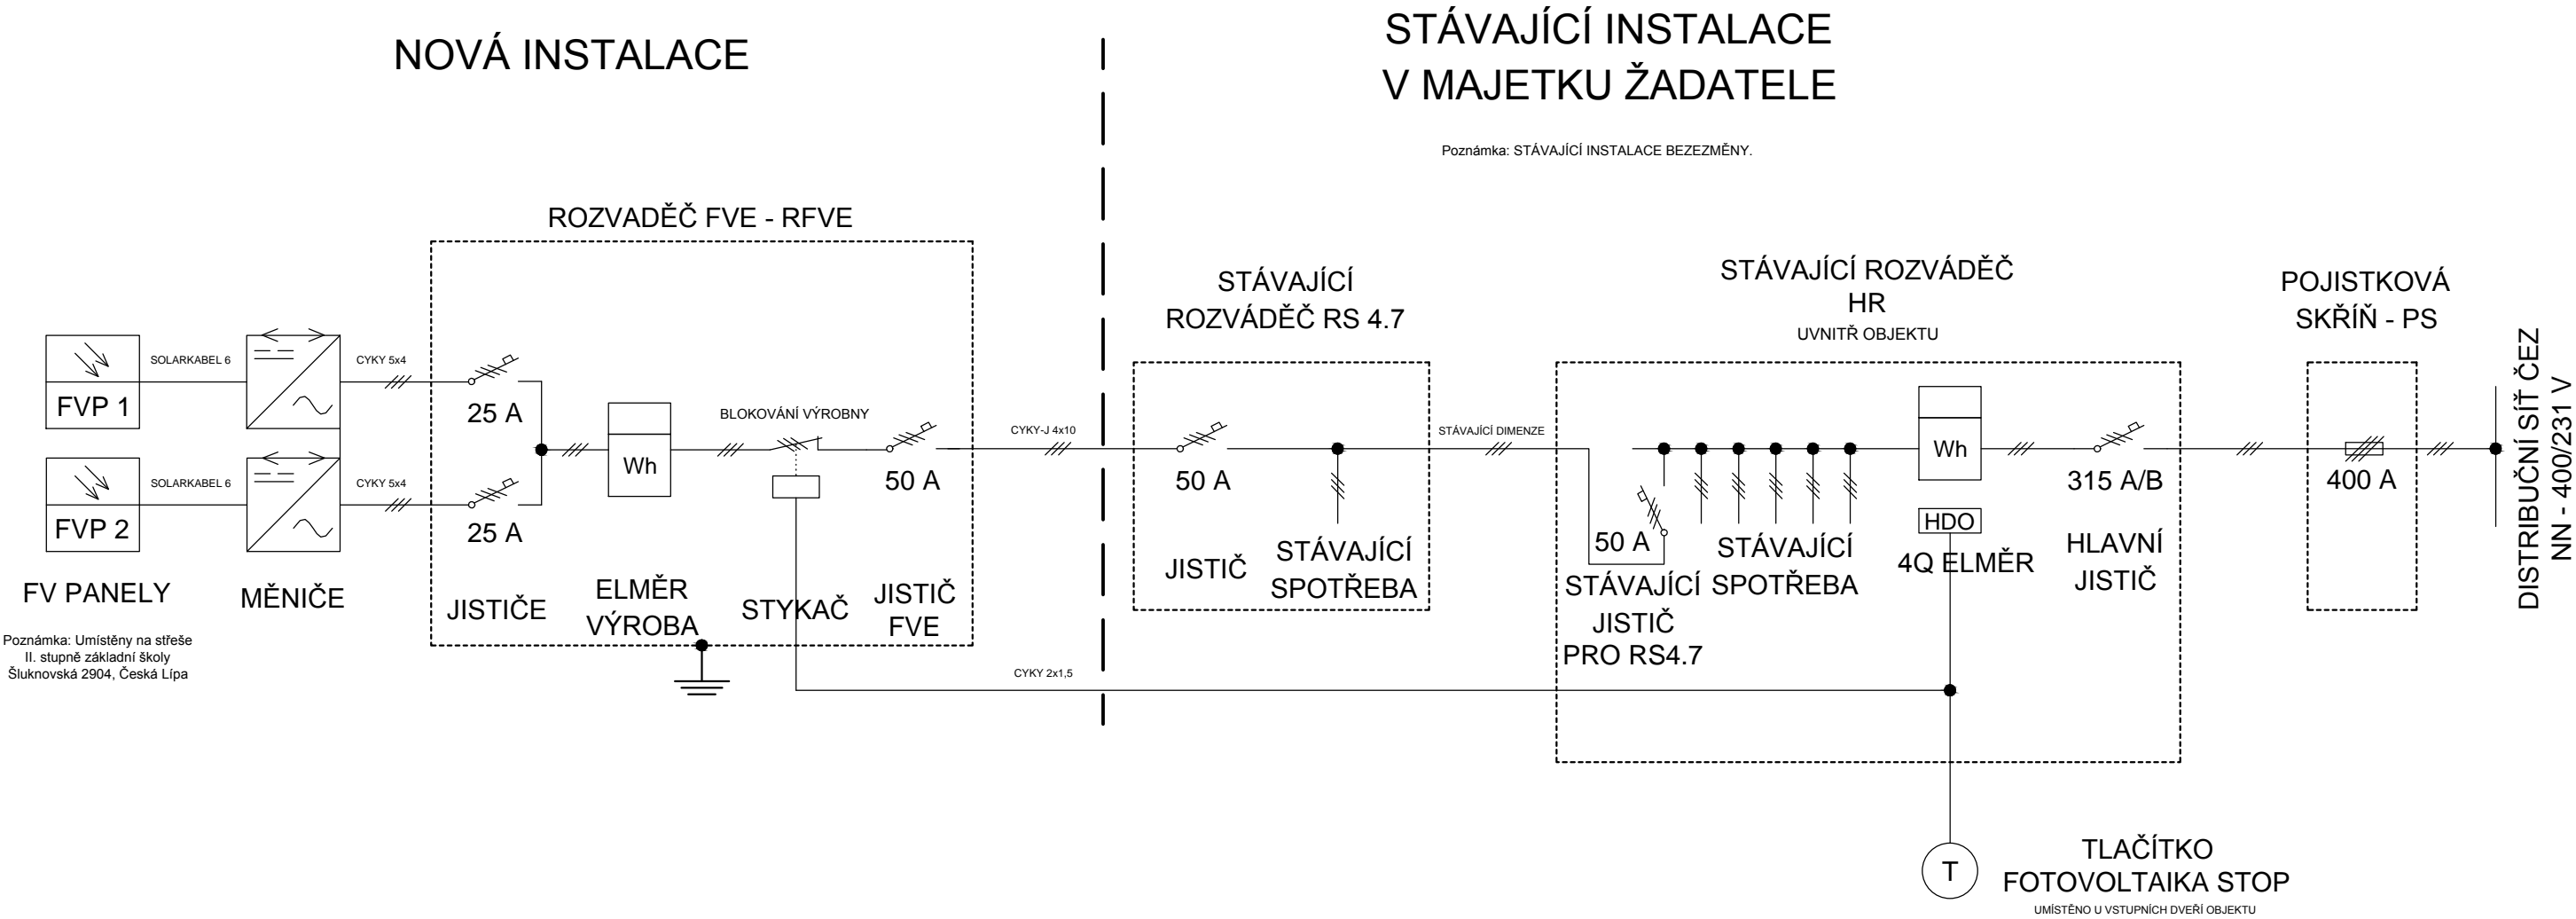 NOVÁ INSTALACE
STÁVAJÍCÍ INSTALACE
V MAJETKU ŽADATELE
Poznámka: STÁVAJÍCÍ INSTALACE BEZEZMĚNY.
ROZVADĚČ FVE - RFVE
STÁVAJÍCÍ
ROZVÁDĚČ RS 4.7
STÁVAJÍCÍ ROZVÁDĚČ
HR
UVNITŘ OBJEKTU
POJISTKOVÁ
SKŘÍŇ - PS
DISTRIBUČNÍ SÍŤ ČEZ
NN - 400/231 V
FVP 1
SOLARKABEL 6
CYKY 5x4
25 A
FVP 2
SOLARKABEL 6
CYKY 5x4
25 A
Wh
BLOKOVÁNÍ VÝROBNY
50 A
CYKY-J 4x10
50 A
STÁVAJÍCÍ DIMENZE
50 A
Wh
HDO
315 A/B
400 A
FV PANELY
MĚNIČE
JISTIČE
ELMĚR
VÝROBA
STYKAČ
JISTIČ
FVE
JISTIČ
STÁVAJÍCÍ
SPOTŘEBA
STÁVAJÍCÍ
JISTIČ
PRO RS4.7
STÁVAJÍCÍ
SPOTŘEBA
4Q ELMĚR
HLAVNÍ
JISTIČ
Poznámka: Umístěny na střeše
II. stupně základní školy
Šluknovská 2904, Česká Lípa
CYKY 2x1,5
T
TLAČÍTKO
FOTOVOLTAIKA STOP
UMÍSTĚNO U VSTUPNÍCH DVEŘÍ OBJEKTU